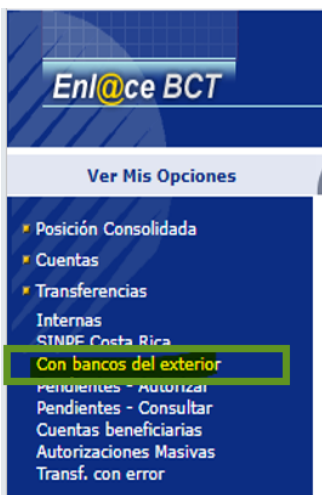 Enl@ce BCT
Ver Mis Opciones
Posición Consolidada
Cuentas
Transferencias
Internas
SINPE Costa Rica
Con bancos del exterior
Pendientes - Autorizar
Pendientes - Consultar
Cuentas beneficiarias
Autorizaciones Masivas
Transf. con error